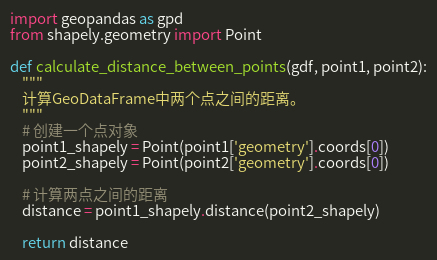 import geopandas as gpd
from shapely.geometry import Point
def calculate_distance_between_points(gdf, point1, point2):
"""
计算GeoDataFrame中两个点之间的距离。
"""
# 创建一个点对象
point1_shapely = Point(point1['geometry'].coords[0])
point2_shapely = Point(point2['geometry'].coords[0])
# 计算两点之间的距离
distance = point1_shapely.distance(point2_shapely)
return distance